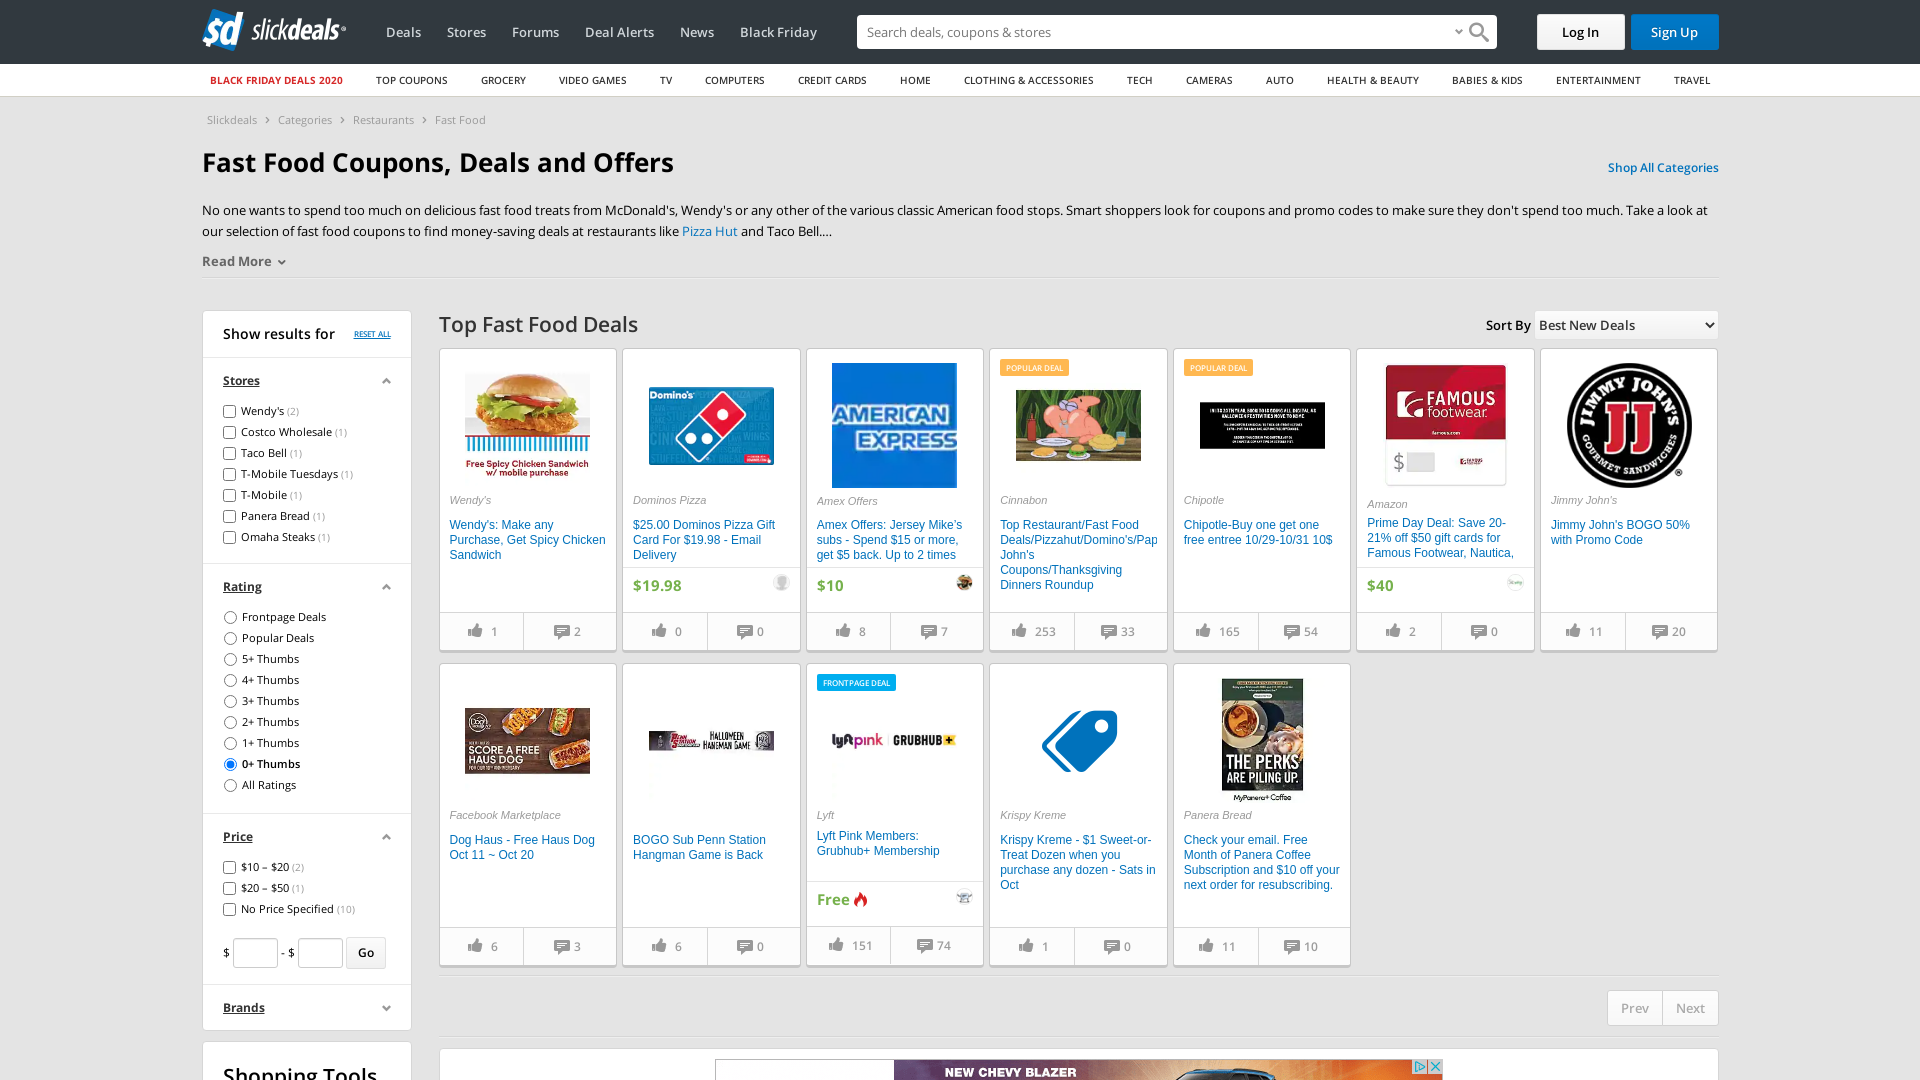 sd slickdeals
Deals
Stores
Forums
Deal Alerts
News
Black Friday
Search deals, coupons & stores
Log In
Sign Up
BLACK FRIDAY DEALS 2020
TOP COUPONS
GROCERY
VIDEO GAMES
TV
COMPUTERS
CREDIT CARDS
HOME
CLOTHING & ACCESSORIES
TECH
CAMERAS
AUTO
HEALTH & BEAUTY
BABIES & KIDS
ENTERTAINMENT
TRAVEL
Slickdeals › Categories › Restaurants › Fast Food
Fast Food Coupons, Deals and Offers
Shop All Categories
No one wants to spend too much on delicious fast food treats from McDonald's, Wendy's or any other of the various classic American food stops. Smart shoppers look for coupons and promo codes to make sure they don't spend too much. Take a look at
our selection of fast food coupons to find money-saving deals at restaurants like Pizza Hut and Taco Bell....
Read More
Show results for
RESET ALL
Stores
Wendy's (2)
Costco Wholesale (1)
Taco Bell (1)
T-Mobile Tuesdays (1)
T-Mobile (1)
Panera Bread (1)
Omaha Steaks (1)
Rating
Frontpage Deals
Popular Deals
5+ Thumbs
4+ Thumbs
3+ Thumbs
2+ Thumbs
1+ Thumbs
0+ Thumbs
All Ratings
Price
$10 – $20 (2)
$20 – $50 (1)
No Price Specified (10)
$ - $ Go
Brands
Shopping Tools
Top Fast Food Deals
Sort By Best New Deals
Free Spicy Chicken Sandwich
w/ mobile purchase
Wendy's
Wendy's: Make any
Purchase, Get Spicy Chicken
Sandwich
1
2
Domino's
Dominos Pizza
$25.00 Dominos Pizza Gift
Card For $19.98 - Email
Delivery
$19.98
0
0
AMERICAN
EXPRESS
Amex Offers
Amex Offers: Jersey Mike's
subs - Spend $15 or more,
get $5 back. Up to 2 times
$10
8
7
POPULAR DEAL
Cinnabon
Top Restaurant/Fast Food
Deals/Pizzahut/Domino's/Pap
John's
Coupons/Thanksgiving
Dinners Roundup
253
33
POPULAR DEAL
Chipotle
Chipotle-Buy one get one
free entree 10/29-10/31 10$
165
54
FAMOUS
footwear.
famous.com
$
Amazon
Prime Day Deal: Save 20-
21% off $50 gift cards for
Famous Footwear, Nautica,
$40
2
0
JIMMY JOHN'S
JJ
GOURMET SANDWICHES
Jimmy John's
Jimmy John's BOGO 50%
with Promo Code
11
20
SCORE A FREE
HAUS DOG
Facebook Marketplace
Dog Haus - Free Haus Dog
Oct 11 ~ Oct 20
6
3
HALLOWEEN
HANGMAN GAME
BOGO Sub Penn Station
Hangman Game is Back
6
0
FRONTPAGE DEAL
lyft pink GRUBHUB+
Lyft
Lyft Pink Members:
Grubhub+ Membership
Free
151
74
Krispy Kreme
Krispy Kreme - $1 Sweet-or-
Treat Dozen when you
purchase any dozen - Sats in
Oct
1
0
THE PERKS
ARE PILING UP.
MyPanera+ Coffee
Panera Bread
Check your email. Free
Month of Panera Coffee
Subscription and $10 off your
next order for resubscribing.
11
10
Prev
Next
NEW CHEVY BLAZER